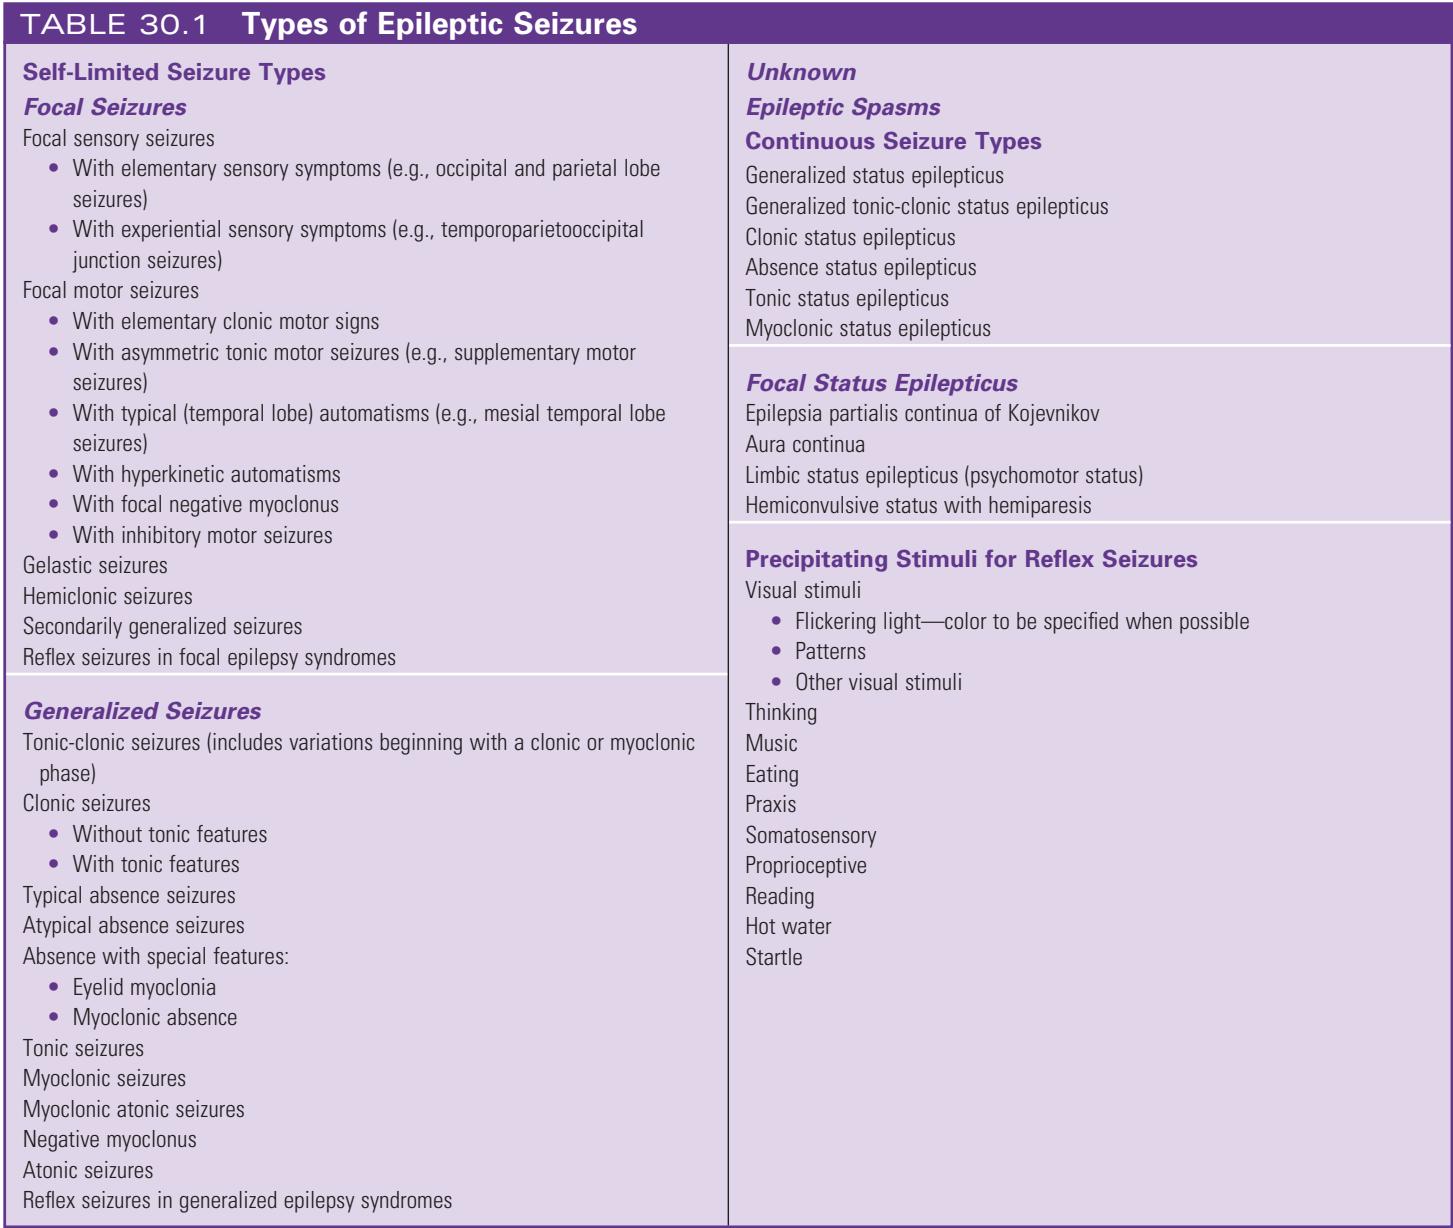 TABLE 30.1 Types of Epileptic Seizures
Self-Limited Seizure Types
Focal Seizures
Focal sensory seizures
• With elementary sensory symptoms (e.g., occipital and parietal lobe
seizures)
• With experiential sensory symptoms (e.g., temporoparietooccipital
junction seizures)
Focal motor seizures
• With elementary clonic motor signs
• With asymmetric tonic motor seizures (e.g., supplementary motor
seizures)
• With typical (temporal lobe) automatisms (e.g., mesial temporal lobe
seizures)
• With hyperkinetic automatisms
• With focal negative myoclonus
• With inhibitory motor seizures
Gelastic seizures
Hemiclonic seizures
Secondarily generalized seizures
Reflex seizures in focal epilepsy syndromes
Generalized Seizures
Tonic-clonic seizures (includes variations beginning with a clonic or myoclonic
phase)
Clonic seizures
• Without tonic features
• With tonic features
Typical absence seizures
Atypical absence seizures
Absence with special features:
• Eyelid myoclonia
• Myoclonic absence
Tonic seizures
Myoclonic seizures
Myoclonic atonic seizures
Negative myoclonus
Atonic seizures
Reflex seizures in generalized epilepsy syndromes
Unknown
Epileptic Spasms
Continuous Seizure Types
Generalized status epilepticus
Generalized tonic-clonic status epilepticus
Clonic status epilepticus
Absence status epilepticus
Tonic status epilepticus
Myoclonic status epilepticus
Focal Status Epilepticus
Epilepsia partialis continua of Kojevnikov
Aura continua
Limbic status epilepticus (psychomotor status)
Hemiconvulsive status with hemiparesis
Precipitating Stimuli for Reflex Seizures
Visual stimuli
• Flickering light—color to be specified when possible
• Patterns
• Other visual stimuli
Thinking
Music
Eating
Praxis
Somatosensory
Proprioceptive
Reading
Hot water
Startle